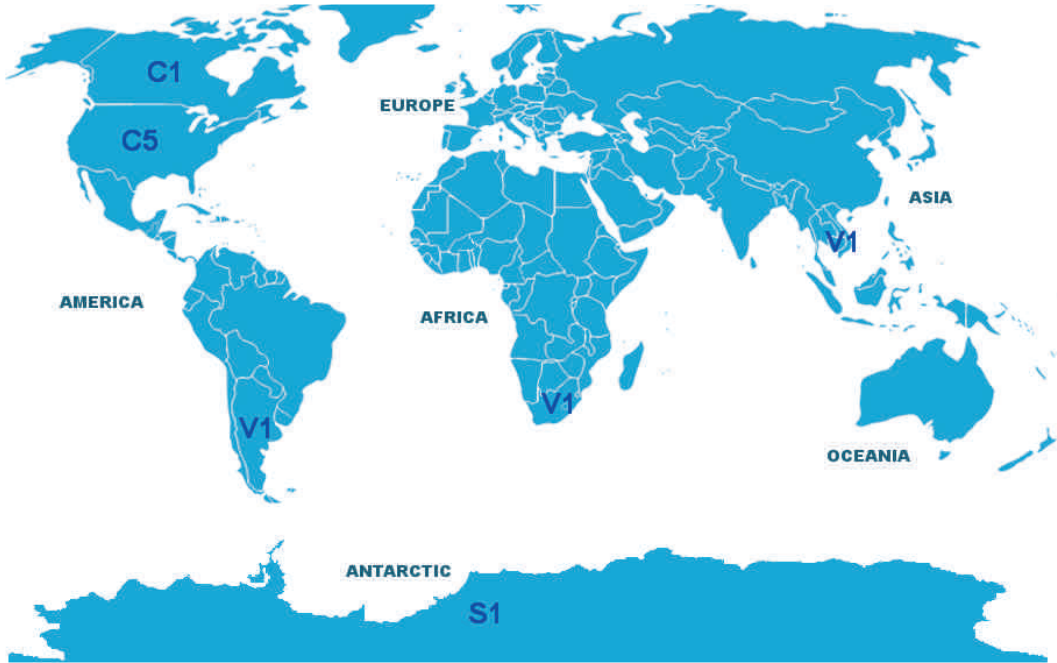 C1
EUROPE
C5
ASIA
V1
AMERICA
AFRICA
V1
V1
OCEANIA
ANTARCTIC
S1